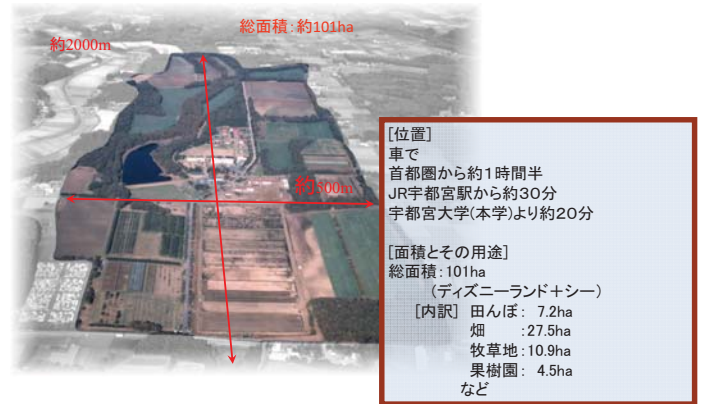 総面積：約101ha
約2000m
約500m
[位置]
車で
首都圏から約１時間半
JR宇都宮駅から約３０分
宇都宮大学(本学)より約２０分
[面積とその用途]
総面積：101ha
(ディズニーランド＋シー)
[内訳] 田んぼ： 7.2ha
畑 ：27.5ha
牧草地：10.9ha
果樹園： 4.5ha
など